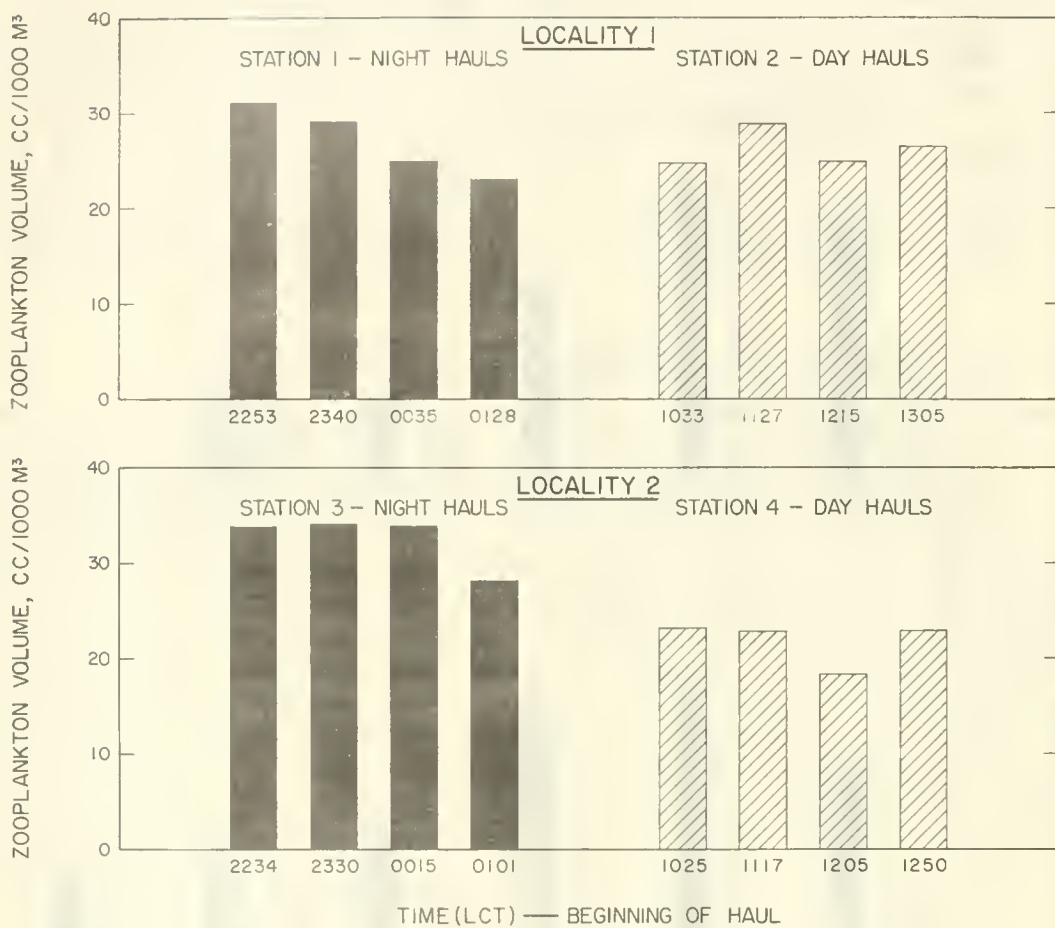 ZOOPLANKTON VOLUME, CC/1000 M³
40
30
20
10
0
LOCALITY I
STATION I – NIGHT HAULS
STATION 2 – DAY HAULS
2253 2340 0035 0128 1033 1127 1215 1305
ZOOPLANKTON VOLUME, CC/1000 M³
40
30
20
10
0
LOCALITY 2
STATION 3 – NIGHT HAULS
STATION 4 – DAY HAULS
2234 2330 0015 0101 1025 1117 1205 1250
TIME (LCT) — BEGINNING OF HAUL